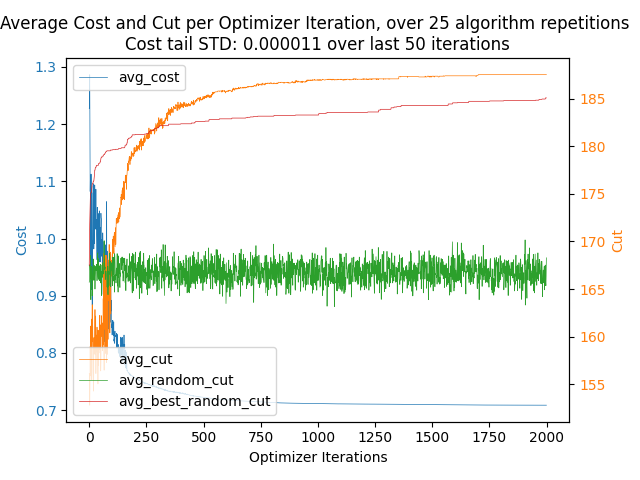 Average Cost and Cut per Optimizer Iteration, over 25 algorithm repetitions
Cost tail STD: 0.000011 over last 50 iterations
avg_cost
1.3
1.2
1.1
1.0
0.9
0.8
0.7
Cost
185
180
175
170
165
160
155
Cut
avg_cut
avg_random_cut
avg_best_random_cut
0 250 500 750 1000 1250 1500 1750 2000
Optimizer Iterations